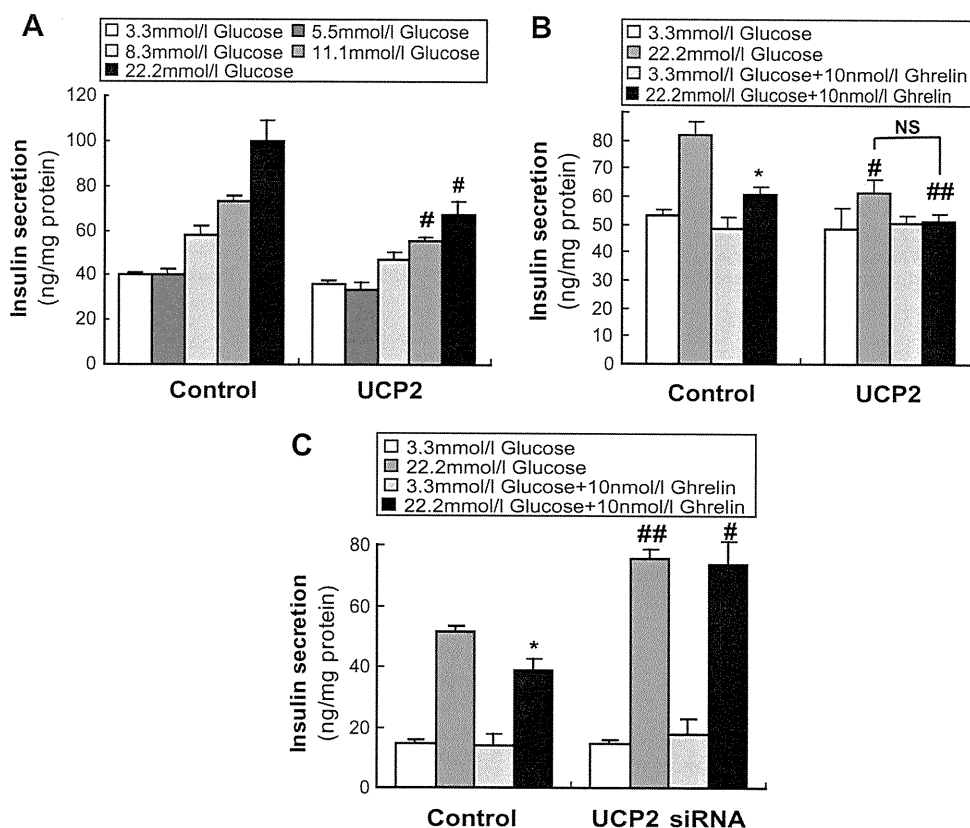 A
3.3mmol/l Glucose 5.5mmol/l Glucose
8.3mmol/l Glucose 11.1mmol/l Glucose
22.2mmol/l Glucose
Insulin secretion
(ng/mg protein)
120
100
80
60
40
20
0
# #
Control UCP2
B
3.3mmol/l Glucose
22.2mmol/l Glucose
3.3mmol/l Glucose+10nmol/l Ghrelin
22.2mmol/l Glucose+10nmol/l Ghrelin
Insulin secretion
(ng/mg protein)
80
70
60
50
40
30
20
10
0
NS
* # ##
Control UCP2
C
3.3mmol/l Glucose
22.2mmol/l Glucose
3.3mmol/l Glucose+10nmol/l Ghrelin
22.2mmol/l Glucose+10nmol/l Ghrelin
Insulin secretion
(ng/mg protein)
80
60
40
20
0
* ## #
Control UCP2 siRNA